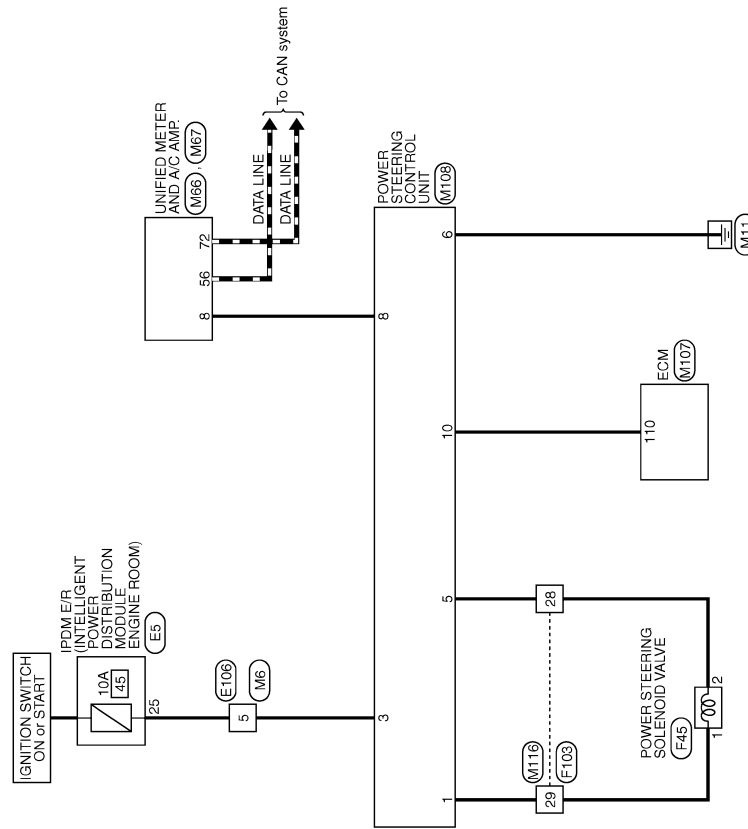 IGNITION SWITCH
ON or START
IPDM E/R
(INTELLIGENT
POWER
DISTRIBUTION
MODULE
ENGINE ROOM)
E5
10A
45
25
5
E106
M6
3
UNIFIED METER
AND A/C AMP.
M66 , M67
8
56
72
DATA LINE
DATA LINE
To CAN system
8
POWER
STEERING
CONTROL
UNIT
M108
1
5
10
6
29
M116
F103
28
POWER STEERING
SOLENOID VALVE
F45
1
2
110
ECM
M107
M11